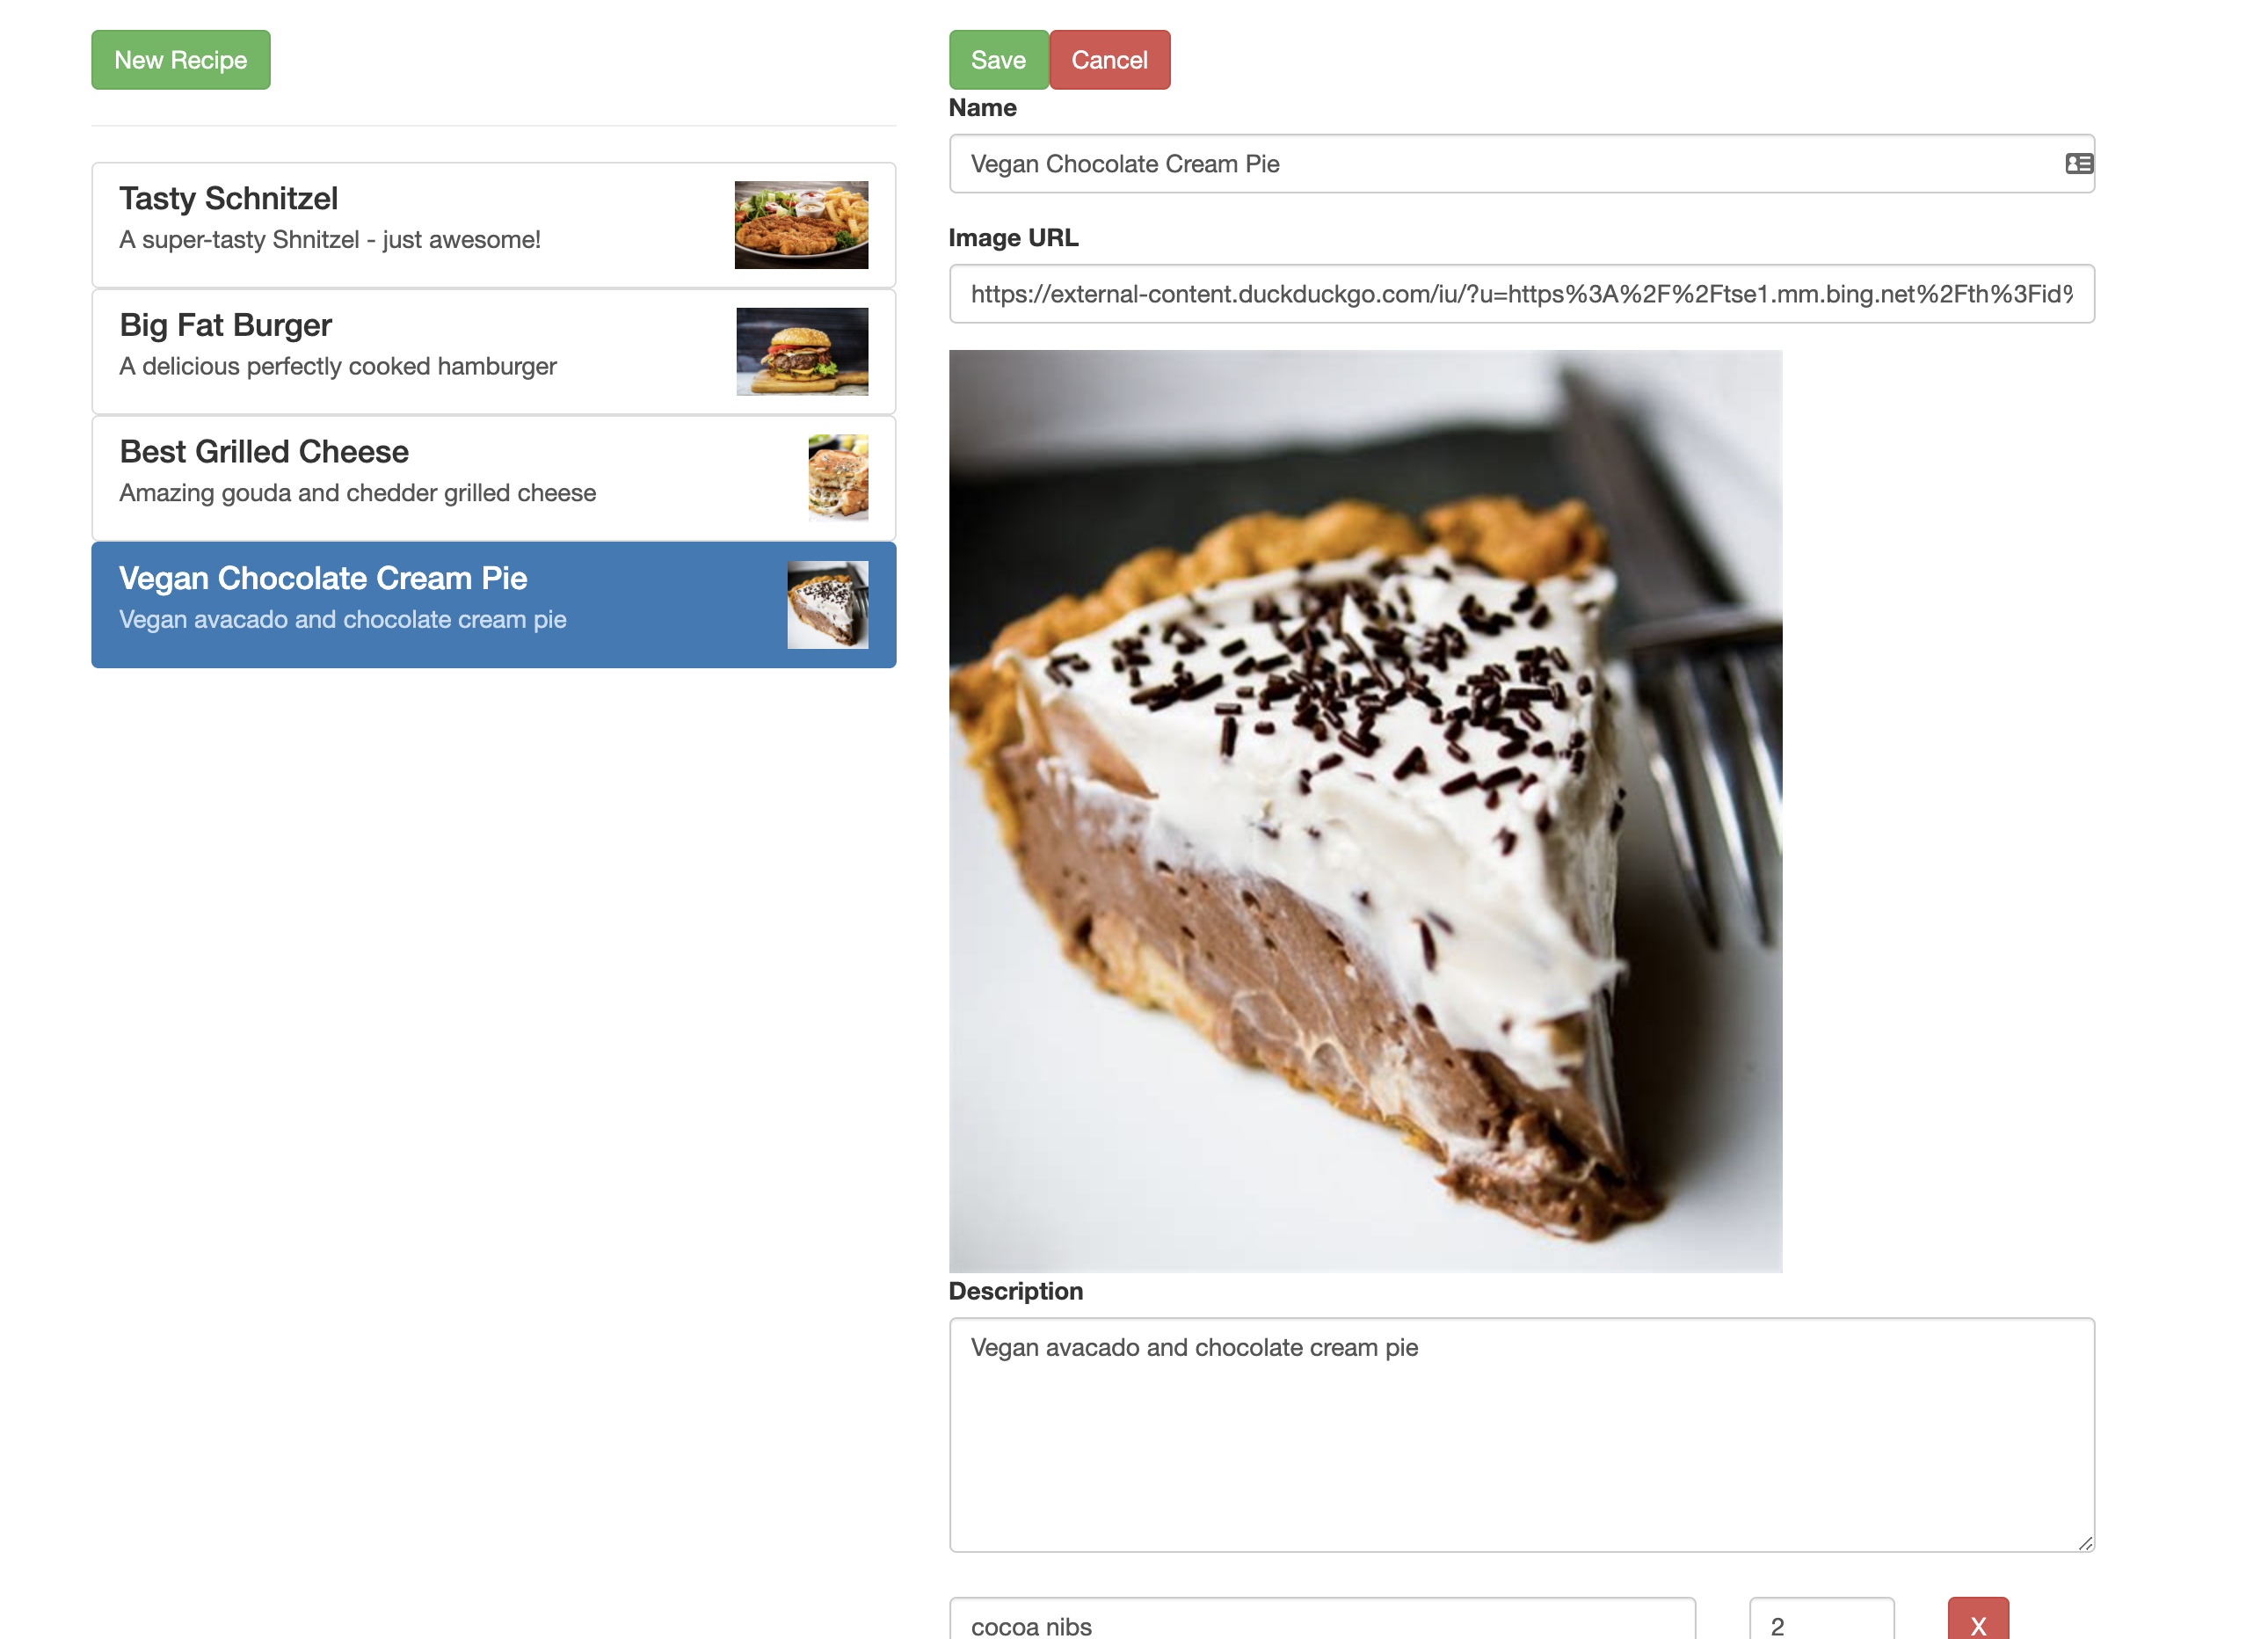 New Recipe
Tasty Schnitzel
A super-tasty Shnitzel - just awesome!
Big Fat Burger
A delicious perfectly cooked hamburger
Best Grilled Cheese
Amazing gouda and chedder grilled cheese
Vegan Chocolate Cream Pie
Vegan avacado and chocolate cream pie
Save Cancel
Name
Vegan Chocolate Cream Pie
Image URL
https://external-content.duckduckgo.com/iu/?u=https%3A%2F%2Ftse1.mm.bing.net%2Fth%3Fid%
Description
Vegan avacado and chocolate cream pie
cocoa nibs 2 X